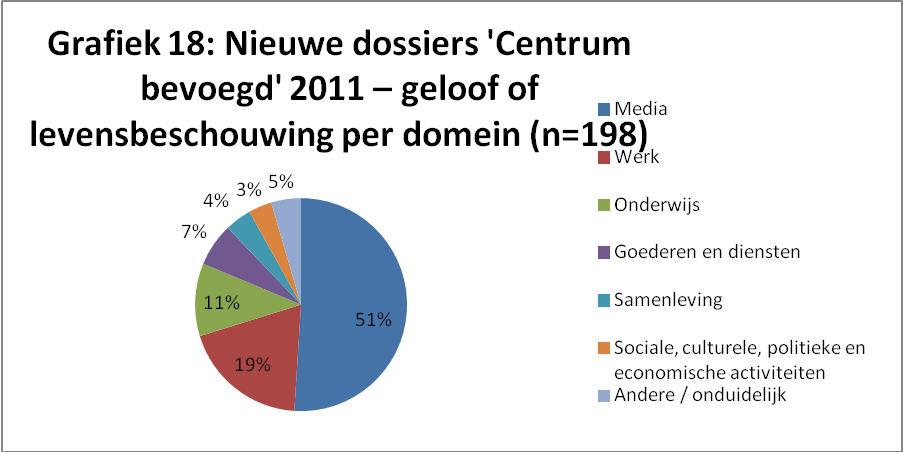 Grafiek 18: Nieuwe dossiers 'Centrum
bevoegd' 2011 – geloof of
levensbeschouwing per domein (n=198)
Media
Werk
Onderwijs
Goederen en diensten
Samenleving
Sociale, culturele, politieke en
economische activiteiten
Andere / onduidelijk
51%
19%
11%
7%
4%
3%
5%